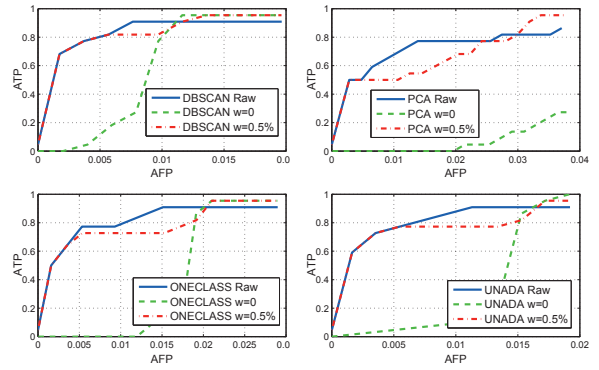 1
0.8
0.6
0.4
0.2
0
ATP
0 0.005 0.01 0.015 0.0
AFP
DBSCAN Raw
DBSCAN w=0
DBSCAN w=0.5%
1
0.8
0.6
0.4
0.2
0
ATP
0 0.01 0.02 0.03 0.04
AFP
PCA Raw
PCA w=0
PCA w=0.5%
1
0.8
0.6
0.4
0.2
0
ATP
0 0.005 0.01 0.015 0.02 0.025 0.0
AFP
ONECLASS Raw
ONECLASS w=0
ONECLASS w=0.5%
1
0.8
0.6
0.4
0.2
0
ATP
0 0.005 0.01 0.015 0.02
AFP
UNADA Raw
UNADA w=0
UNADA w=0.5%